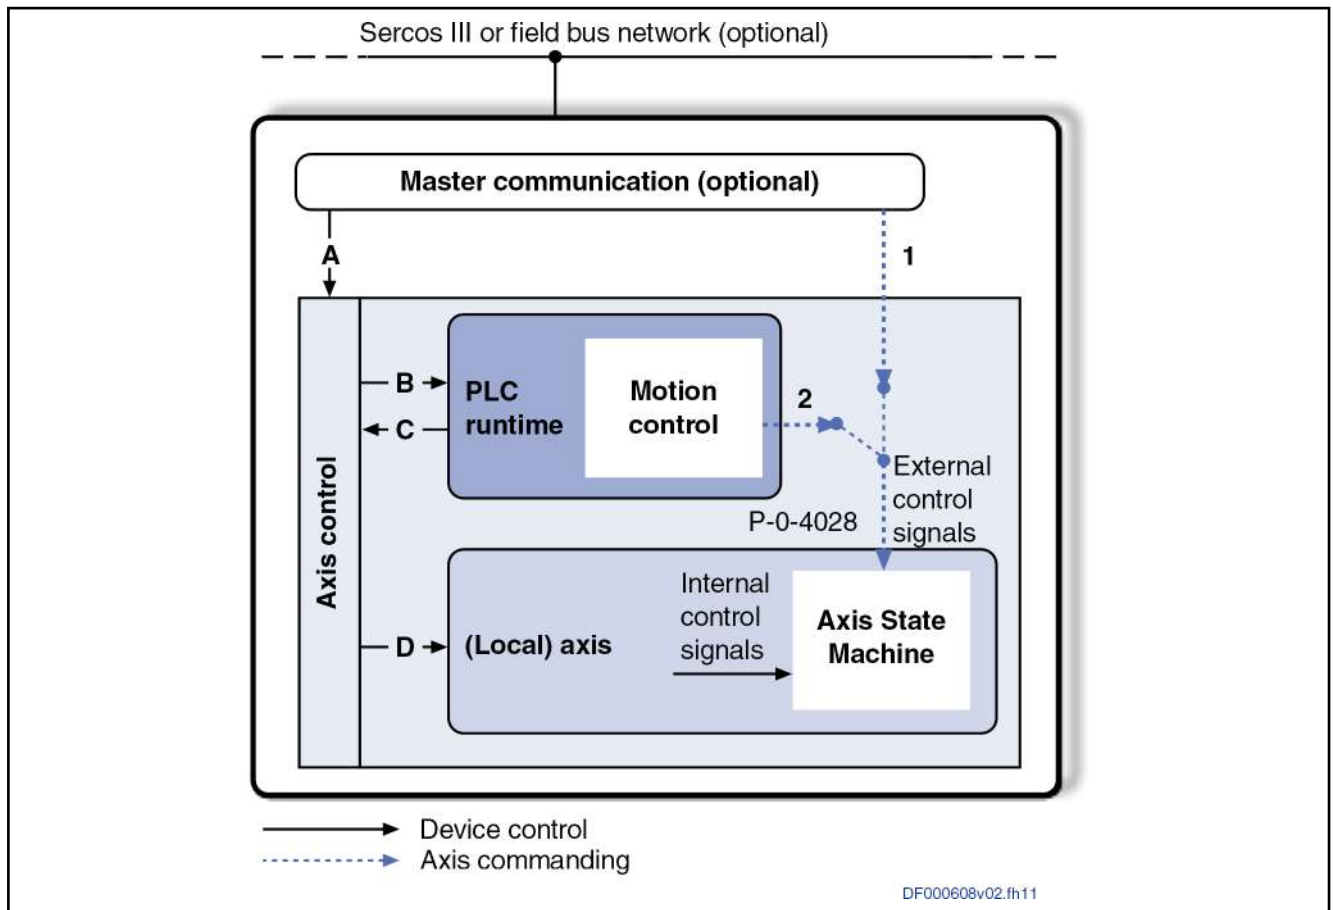 Sercos III or field bus network (optional)
Master communication (optional)
A
1
B
C
PLC
runtime
Motion
control
2
External
control
signals
P-0-4028
Axis control
D
(Local) axis
Internal
control
signals
Axis State
Machine
Device control
Axis commanding
DF000608v02.fh11